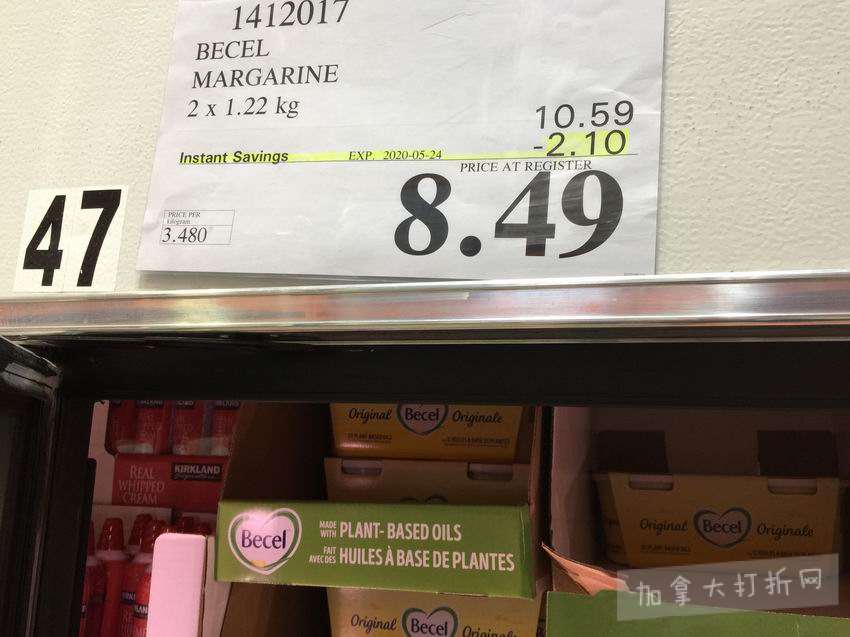 1412017
BECEL
MARGARINE
2 x 1.22 kg
10.59
-2.10
Instant Savings EXP. 2020-05-24
PRICE AT REGISTER
8.49
PRICE PER
kilogram
3.480
47
Original Becel Originale
REAL
WHIPPED
CREAM
KIRKLAND
Becel
MADE
WITH PLANT-BASED OILS
FAIT
AVEC DES HUILES À BASE DE PLANTES
Original Becel Originale
Original Becel Originale
加拿大打折网